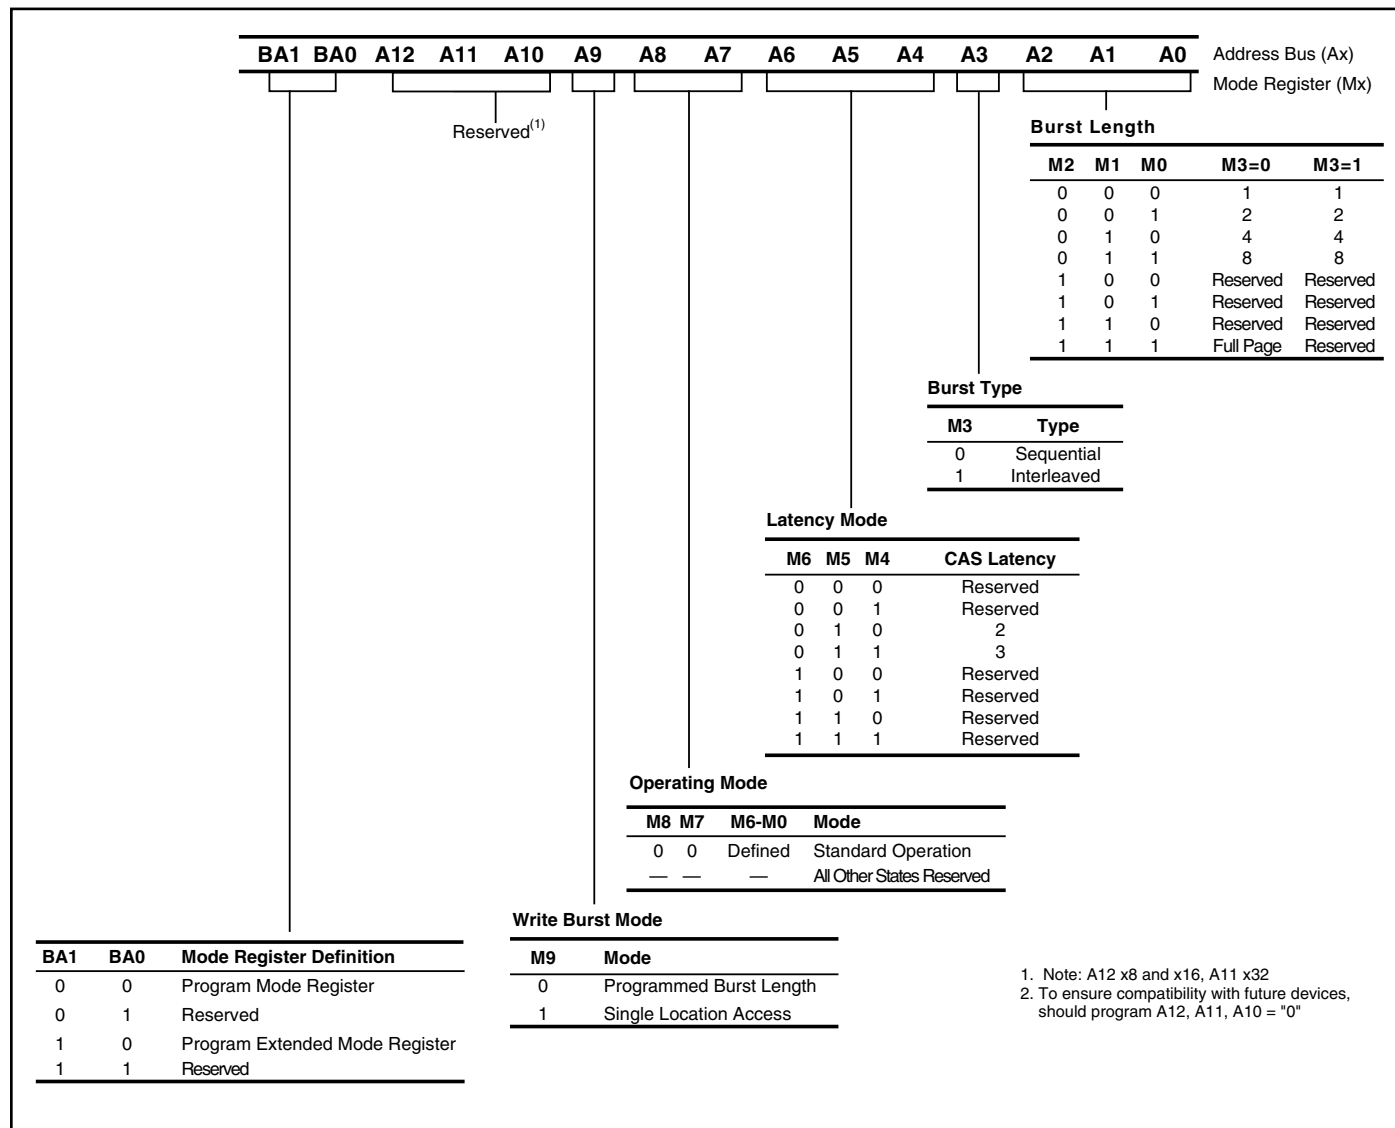 BA1 BA0 A12 A11 A10 A9 A8 A7 A6 A5 A4 A3 A2 A1 A0 Address Bus (Ax)
Mode Register (Mx)
Reserved(1)
Burst Length
M2 M1 M0 M3=0 M3=1
0 0 0 1 1
0 0 1 2 2
0 1 0 4 4
0 1 1 8 8
1 0 0 Reserved Reserved
1 0 1 Reserved Reserved
1 1 0 Reserved Reserved
1 1 1 Full Page Reserved
Burst Type
M3 Type
0 Sequential
1 Interleaved
Latency Mode
M6 M5 M4 CAS Latency
0 0 0 Reserved
0 0 1 Reserved
0 1 0 2
0 1 1 3
1 0 0 Reserved
1 0 1 Reserved
1 1 0 Reserved
1 1 1 Reserved
Operating Mode
M8 M7 M6-M0 Mode
0 0 Defined Standard Operation
— — — All Other States Reserved
Write Burst Mode
M9 Mode
0 Programmed Burst Length
1 Single Location Access
BA1 BA0 Mode Register Definition
0 0 Program Mode Register
0 1 Reserved
1 0 Program Extended Mode Register
1 1 Reserved
1. Note: A12 x8 and x16, A11 x32
2. To ensure compatibility with future devices,
should program A12, A11, A10 = "0"